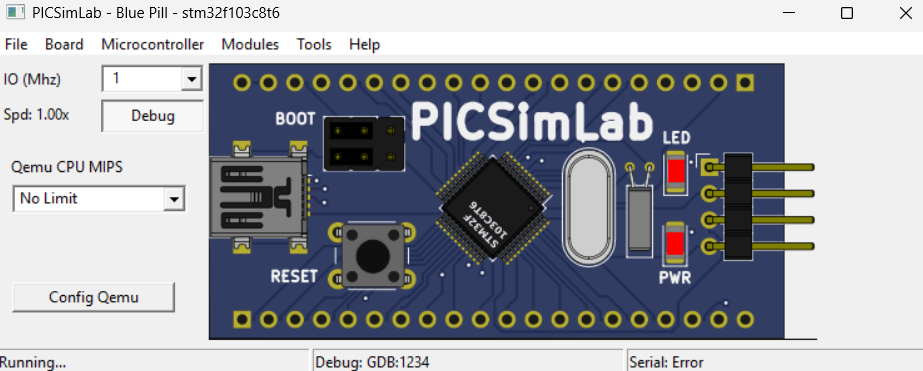 PICSimLab - Blue Pill - stm32f103c8t6
File Board Microcontroller Modules Tools Help
IO (Mhz) 1
Spd: 1.00x Debug
Qemu CPU MIPS
No Limit
Config Qemu
BOOT
PICSimLab
LED
STM32F
103C8T6
RESET
PWR
Running...
Debug: GDB:1234
Serial: Error